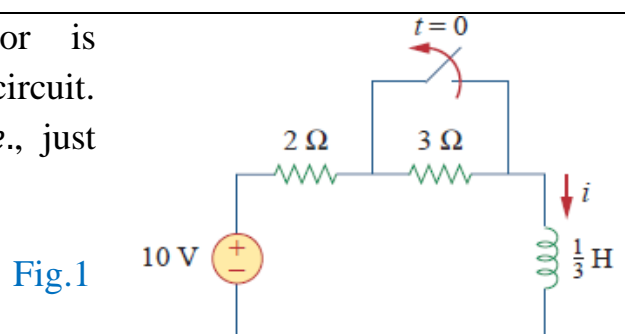 or is
circuit.
e., just
t = 0
2 Ω
3 Ω
i
10 V
+
−
1/3 H
Fig.1